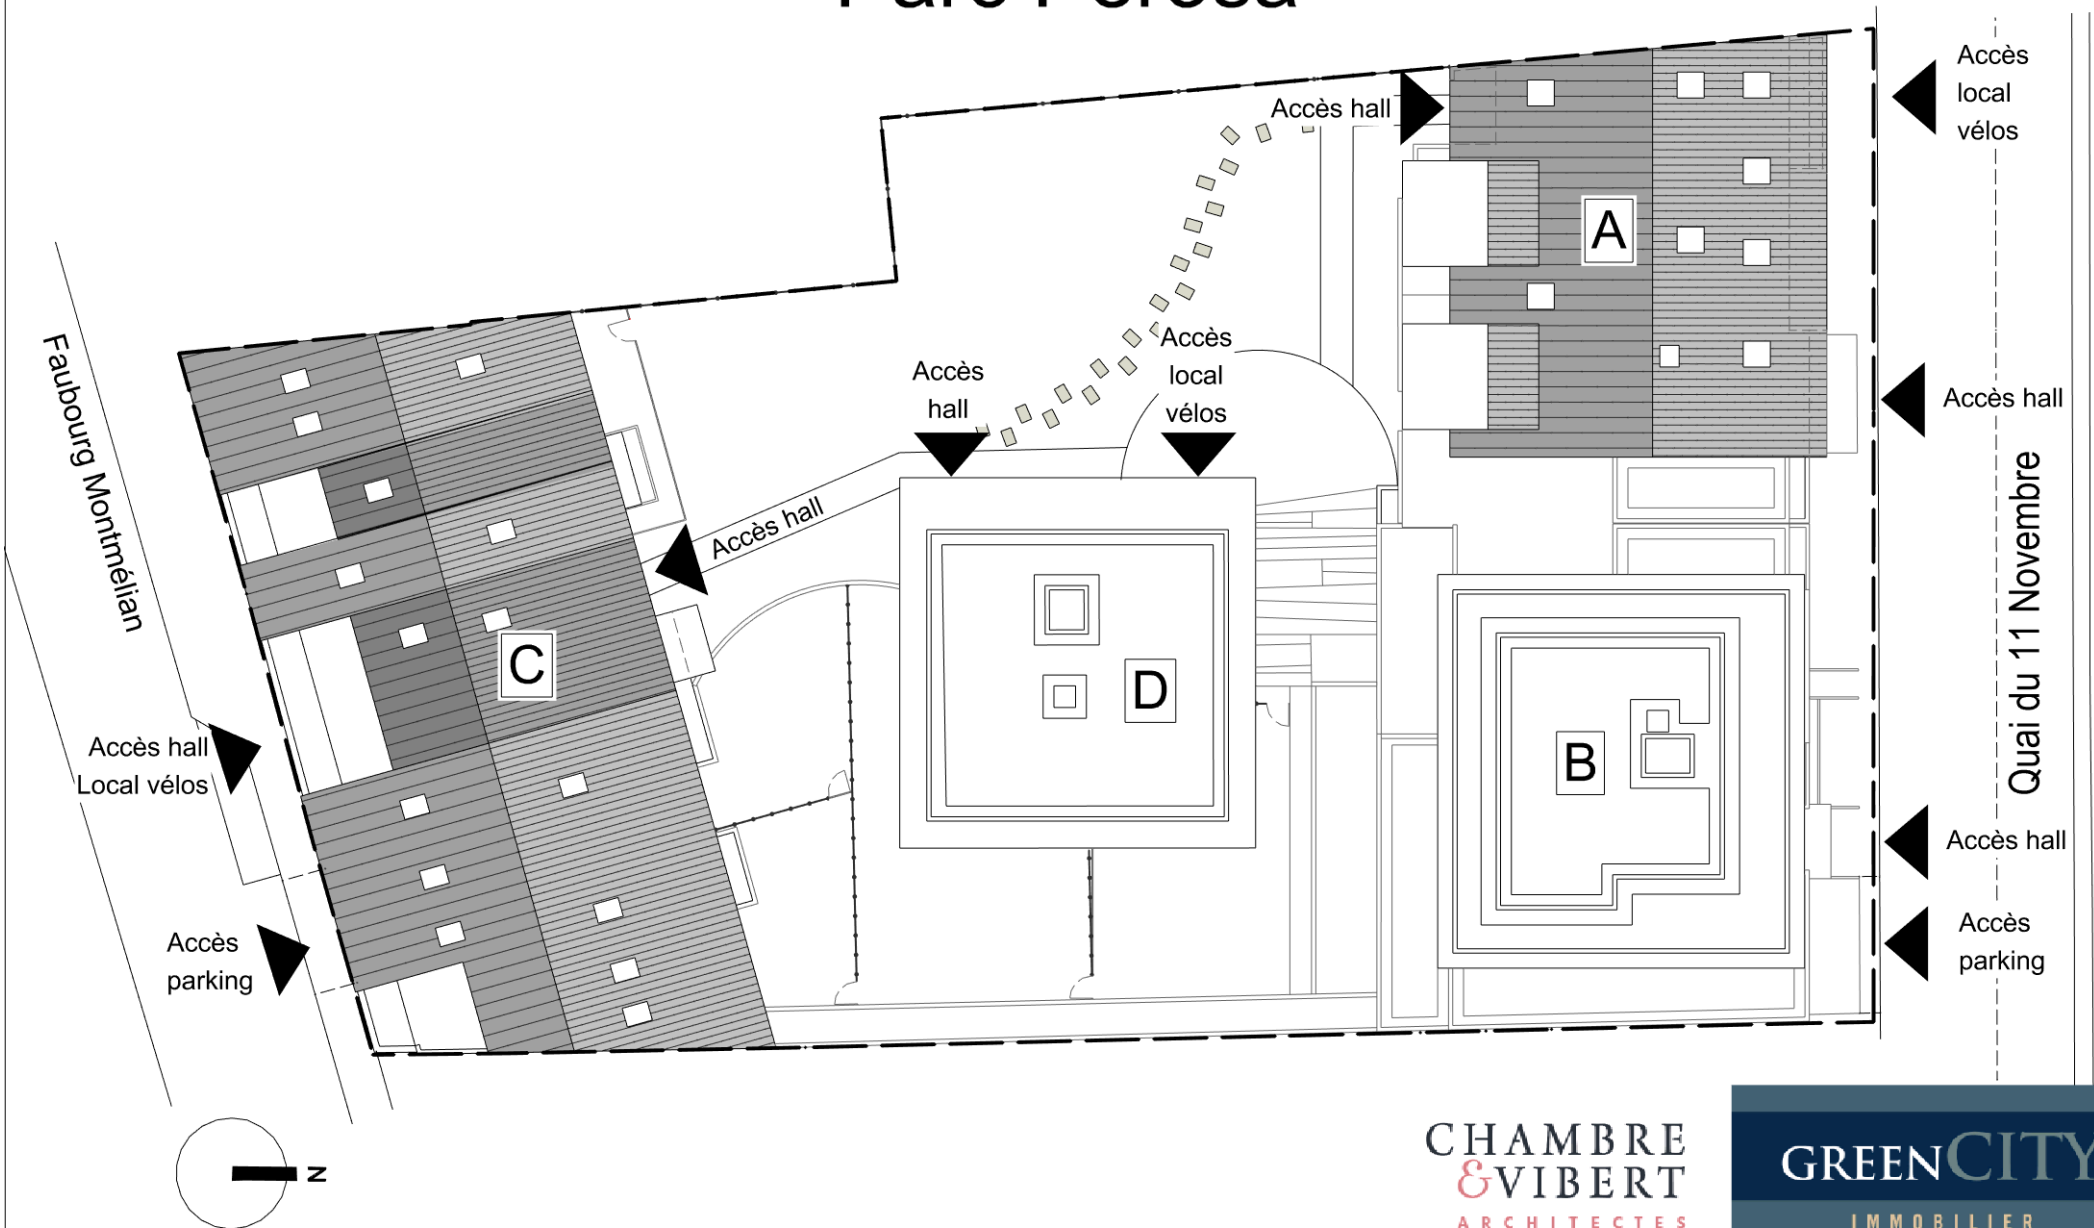 Accès
local
vélos
Accès hall
A
Accès
local
vélos
Accès
hall
Faubourg Montmélian
Accès hall
Accès hall
Quai du 11 Novembre
C
D
B
Accès hall
Local vélos
Accès hall
Accès
parking
Accès
parking
N
CHAMBRE
&VIBERT
ARCHITECTES
GREENCITY
IMMOBILIER